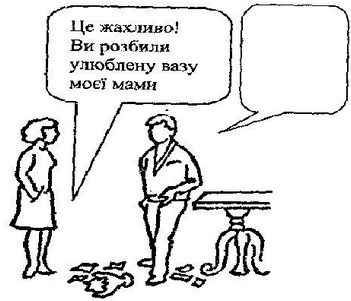 Це жахливо!
Ви розбили
улюблену вазу
моєї мами